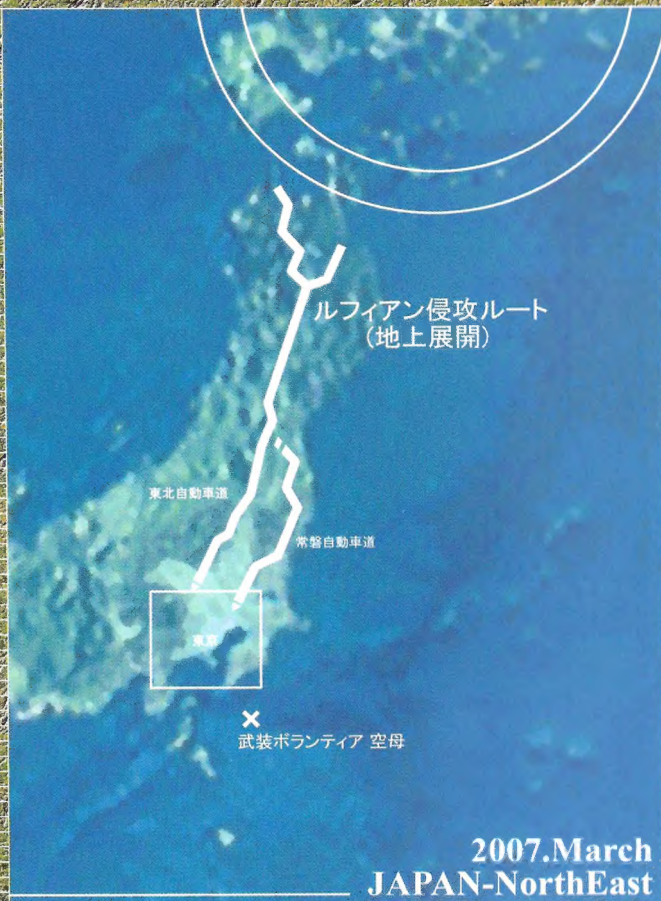 ルフィアン侵攻ルート
(地上展開)
東北自動車道
常磐自動車道
東京
武装ボランティア 空母
2007.March
JAPAN-NorthEast